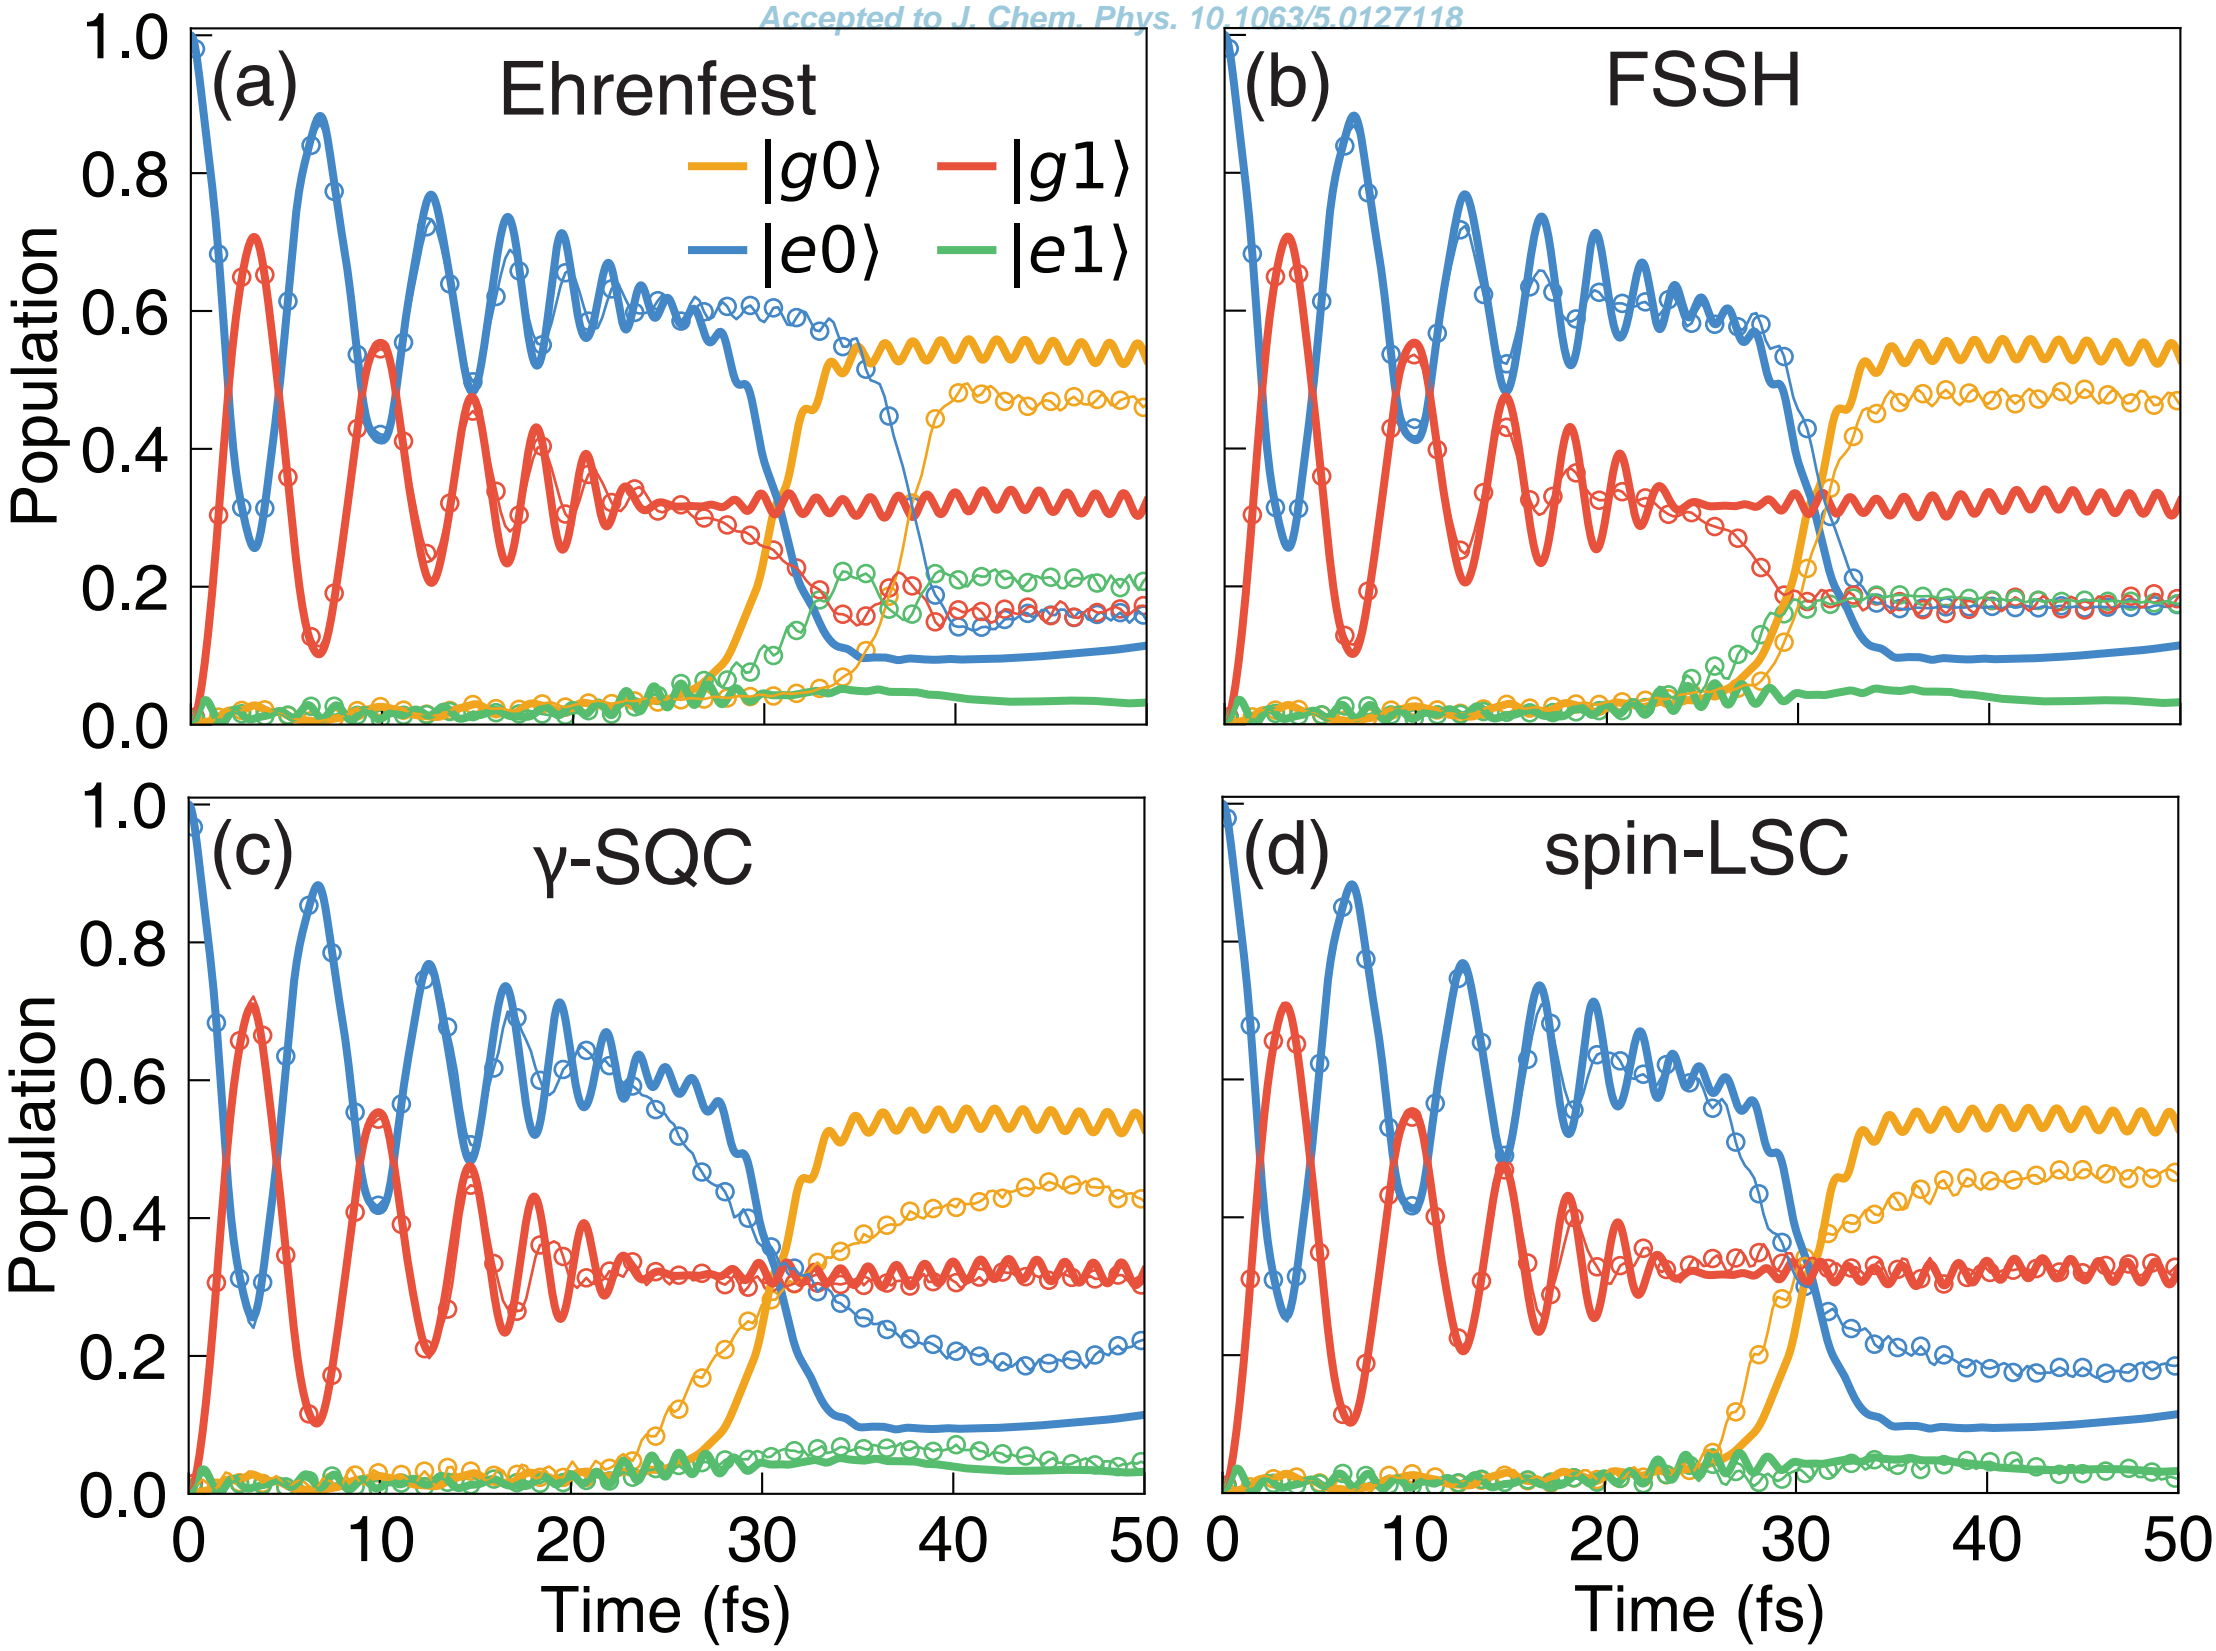 Accepted to J. Chem. Phys. 10.1063/5.0127118
(a) Ehrenfest
|g0⟩ |g1⟩
|e0⟩ |e1⟩
Population
1.0
0.8
0.6
0.4
0.2
0.0
(b) FSSH
(c) γ-SQC
Population
1.0
0.8
0.6
0.4
0.2
0.0
0 10 20 30 40 50
Time (fs)
(d) spin-LSC
0 10 20 30 40 50
Time (fs)